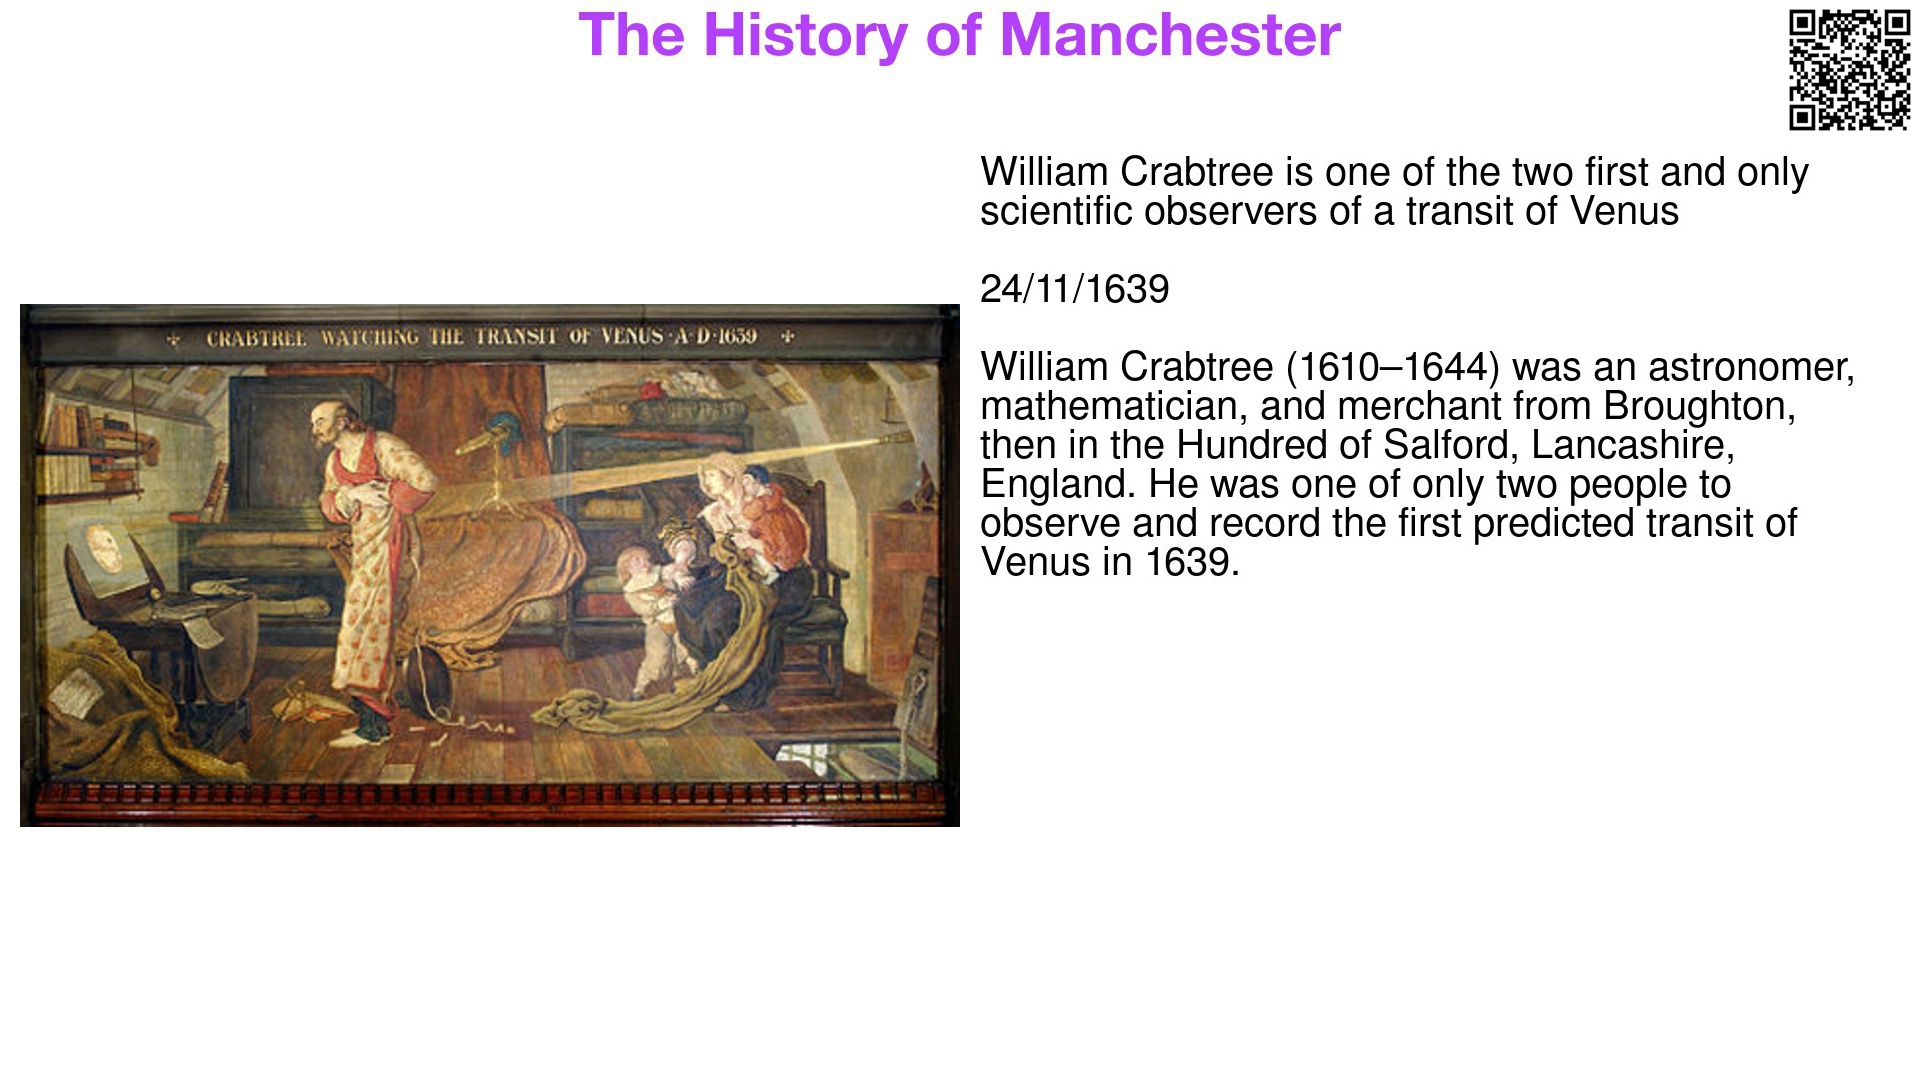 The History of Manchester
William Crabtree is one of the two first and only
scientific observers of a transit of Venus
24/11/1639
William Crabtree (1610–1644) was an astronomer,
mathematician, and merchant from Broughton,
then in the Hundred of Salford, Lancashire,
England. He was one of only two people to
observe and record the first predicted transit of
Venus in 1639.
CRABTREE WATCHING THE TRANSIT OF VENUS · A · D · 1639